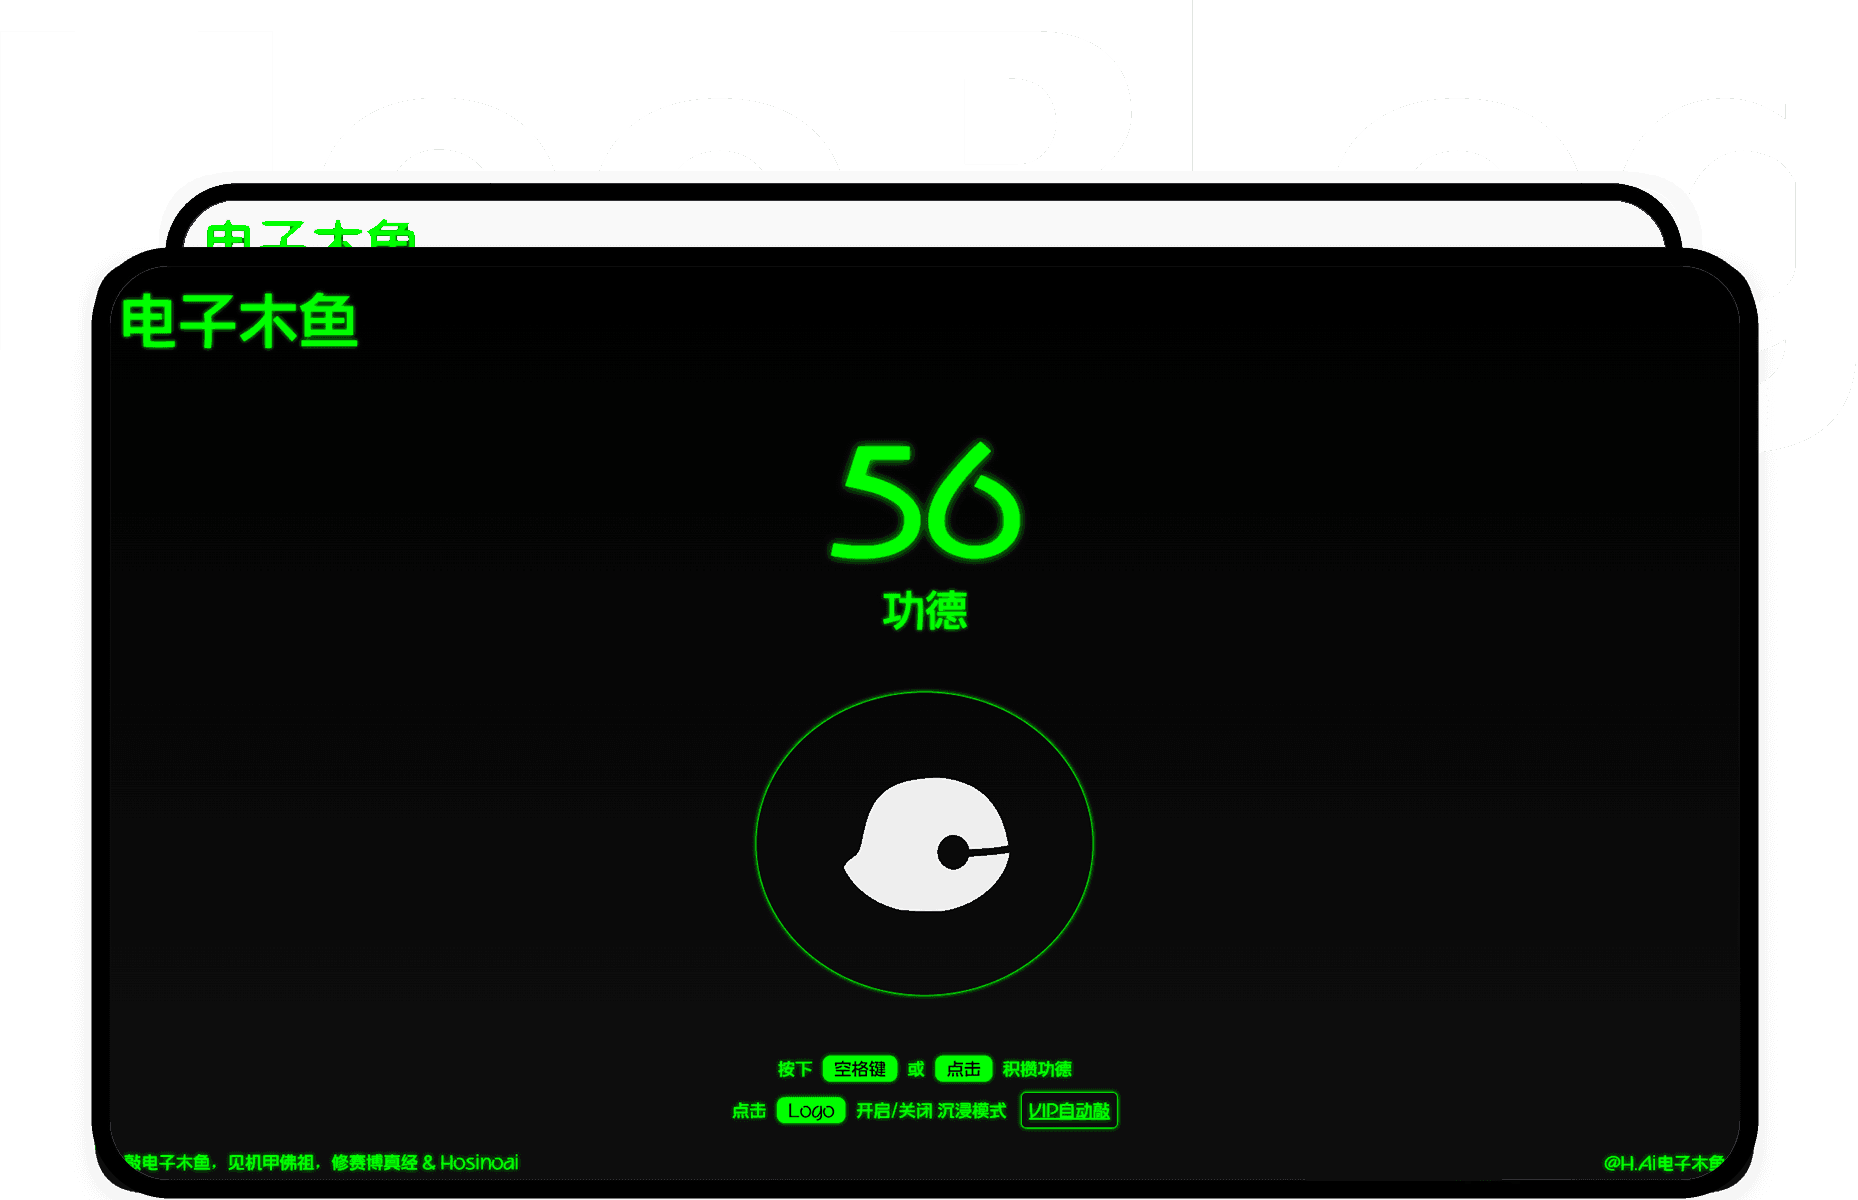 电子木鱼
电子木鱼
56
功德
按下 空格键 或 点击 积攒功德
点击 Logo 开启/关闭 沉浸模式 VIP自动敲
敲电子木鱼，见机甲佛祖，修赛博真经 & Hosinoai
@H.Ai电子木鱼